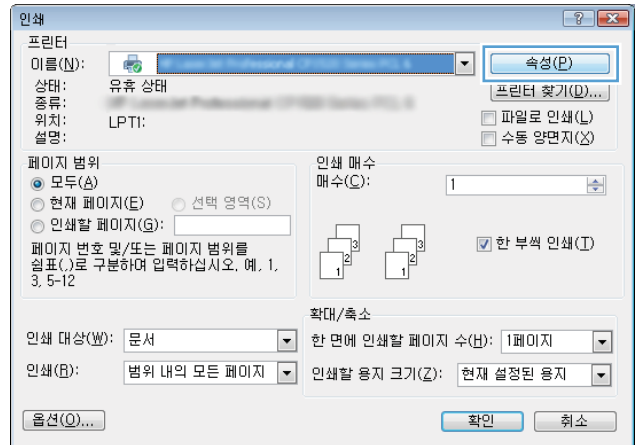 인쇄
프린터
이름(N):
속성(P)
상태: 유휴 상태
프린터 찾기(D)...
종류:
위치: LPT1:
파일로 인쇄(L)
설명:
수동 양면지(X)
페이지 범위
모두(A)
현재 페이지(E) 선택 영역(S)
인쇄할 페이지(G):
페이지 번호 및/또는 페이지 범위를
쉼표(,)로 구분하여 입력하십시오. 예, 1,
3, 5-12
인쇄 매수
매수(C): 1
3 3
2 2
1 1
한 부씩 인쇄(T)
인쇄 대상(W): 문서
인쇄(R): 범위 내의 모든 페이지
확대/축소
한 면에 인쇄할 페이지 수(H): 1페이지
인쇄할 용지 크기(Z): 현재 설정된 용지
옵션(O)...
확인 취소